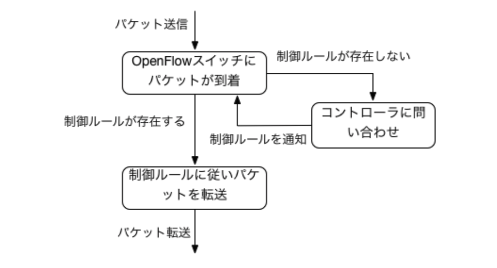 パケット送信
OpenFlowスイッチに
パケットが到着
制御ルールが存在しない
コントローラに問
い合わせ
制御ルールを通知
制御ルールが存在する
制御ルールに従いパケ
ットを転送
パケット転送